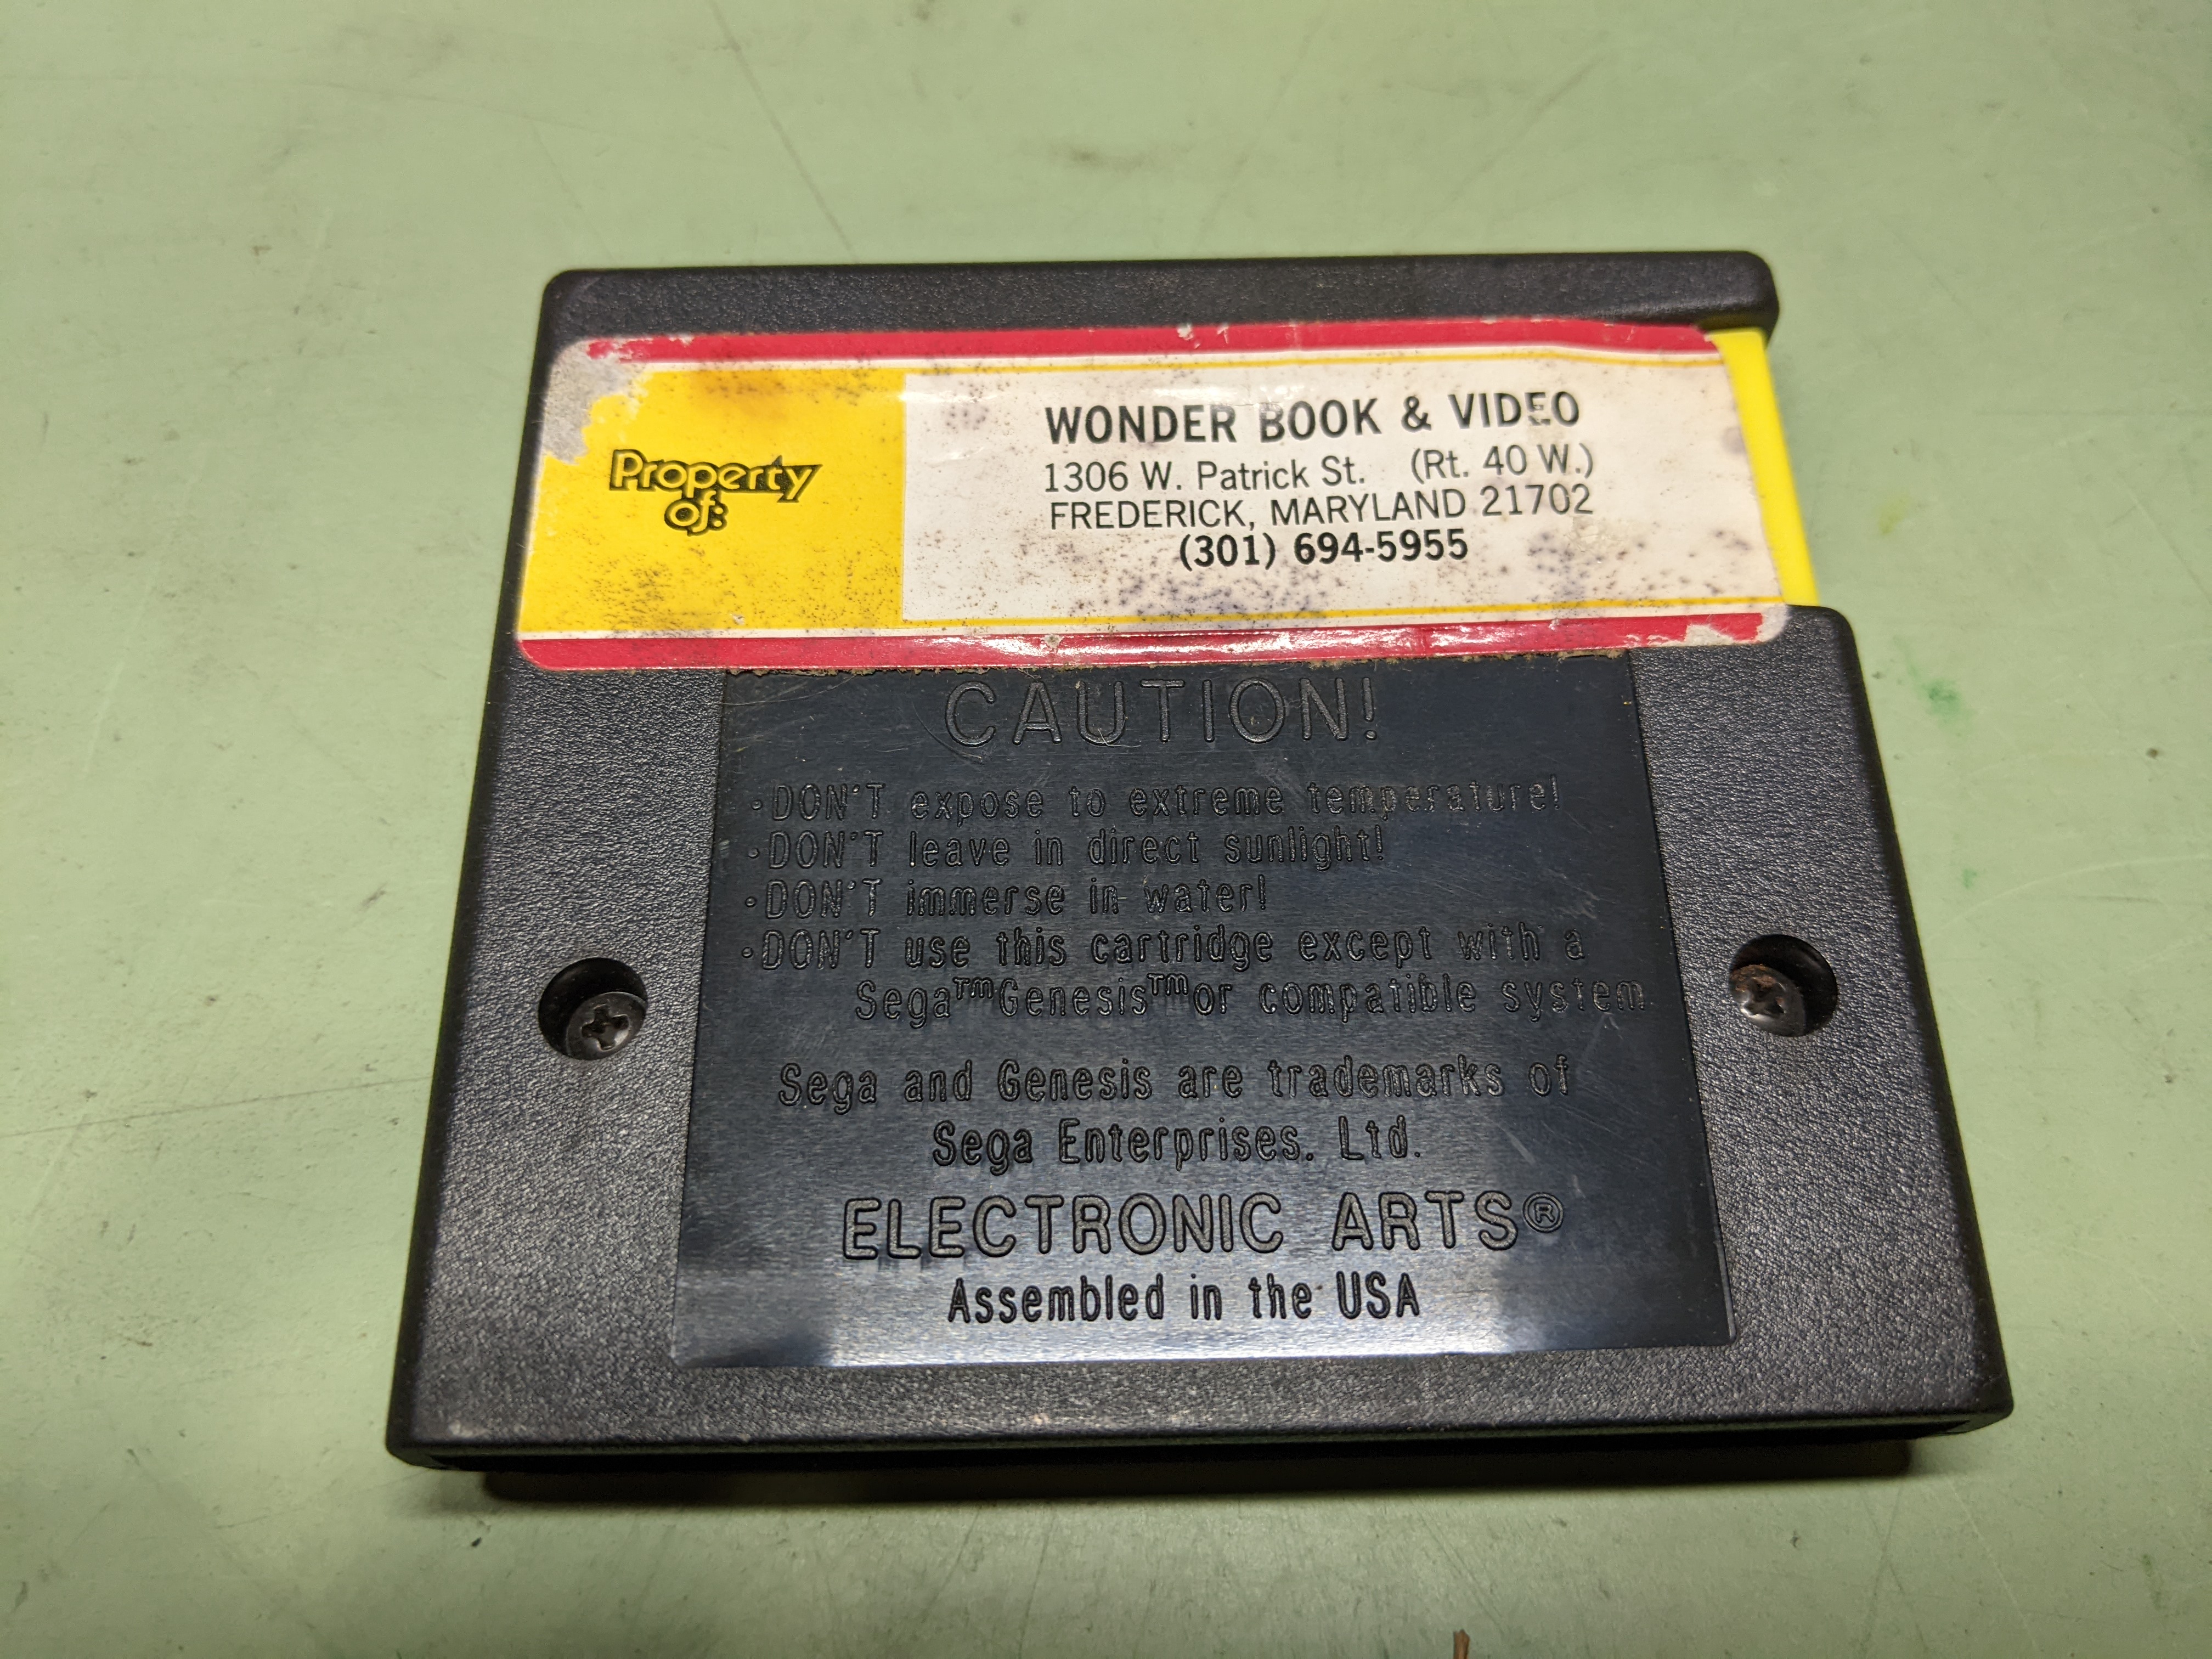 Property
of:
WONDER BOOK & VIDEO
1306 W. Patrick St. (Rt. 40 W.)
FREDERICK, MARYLAND 21702
(301) 694-5955
CAUTION!
•DON'T expose to extreme temperature!
•DON'T leave in direct sunlight!
•DON'T immerse in water!
•DON'T use this cartridge except with a
Sega™Genesis™or compatible system
Sega and Genesis are trademarks of
Sega Enterprises. Ltd.
ELECTRONIC ARTS®
Assembled in the USA